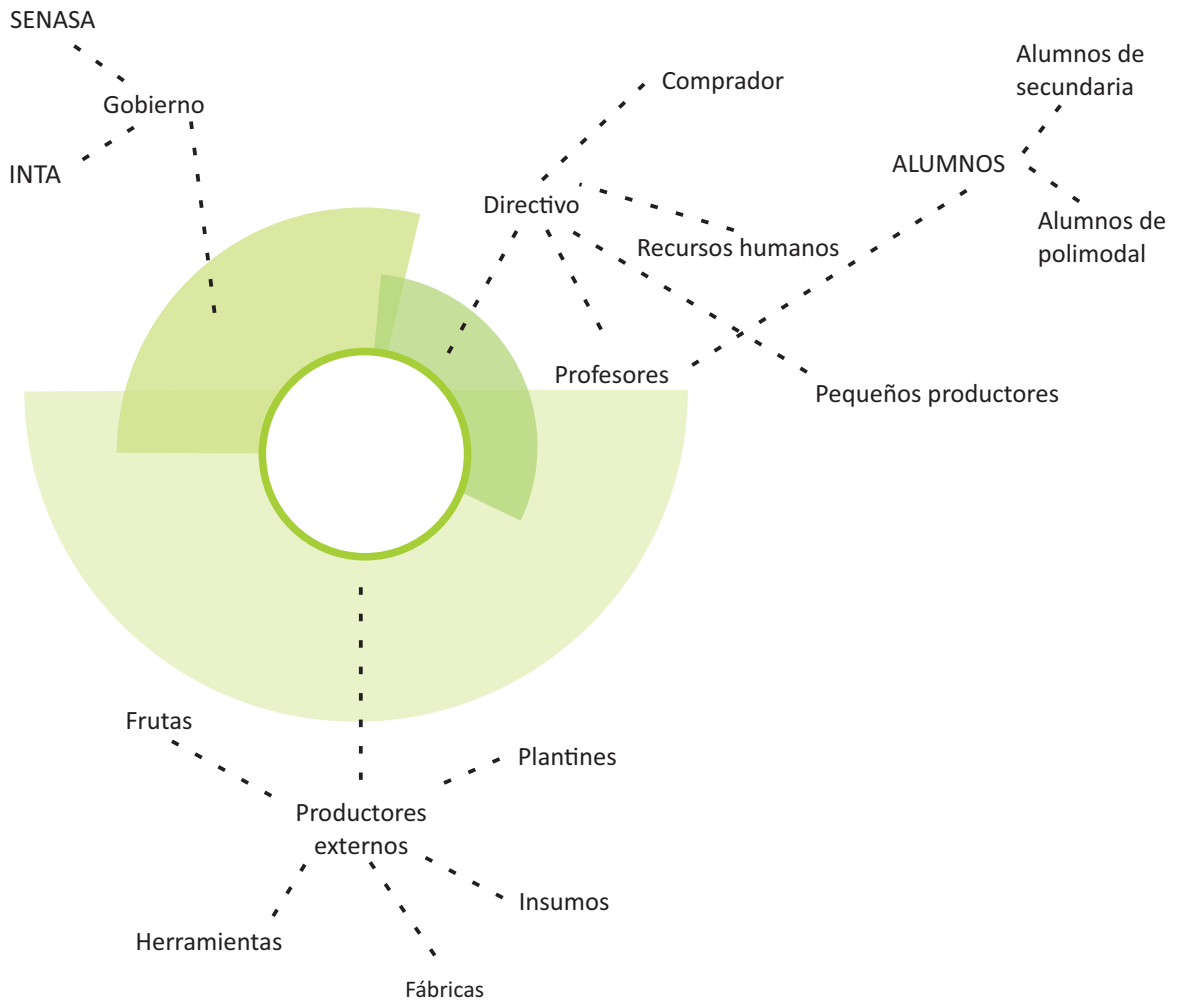 SENASA
Gobierno
INTA
Comprador
Directivo
Recursos humanos
Profesores
Pequeños productores
Alumnos de
secundaria
ALUMNOS
Alumnos de
polimodal
Frutas
Plantines
Productores
externos
Insumos
Herramientas
Fábricas